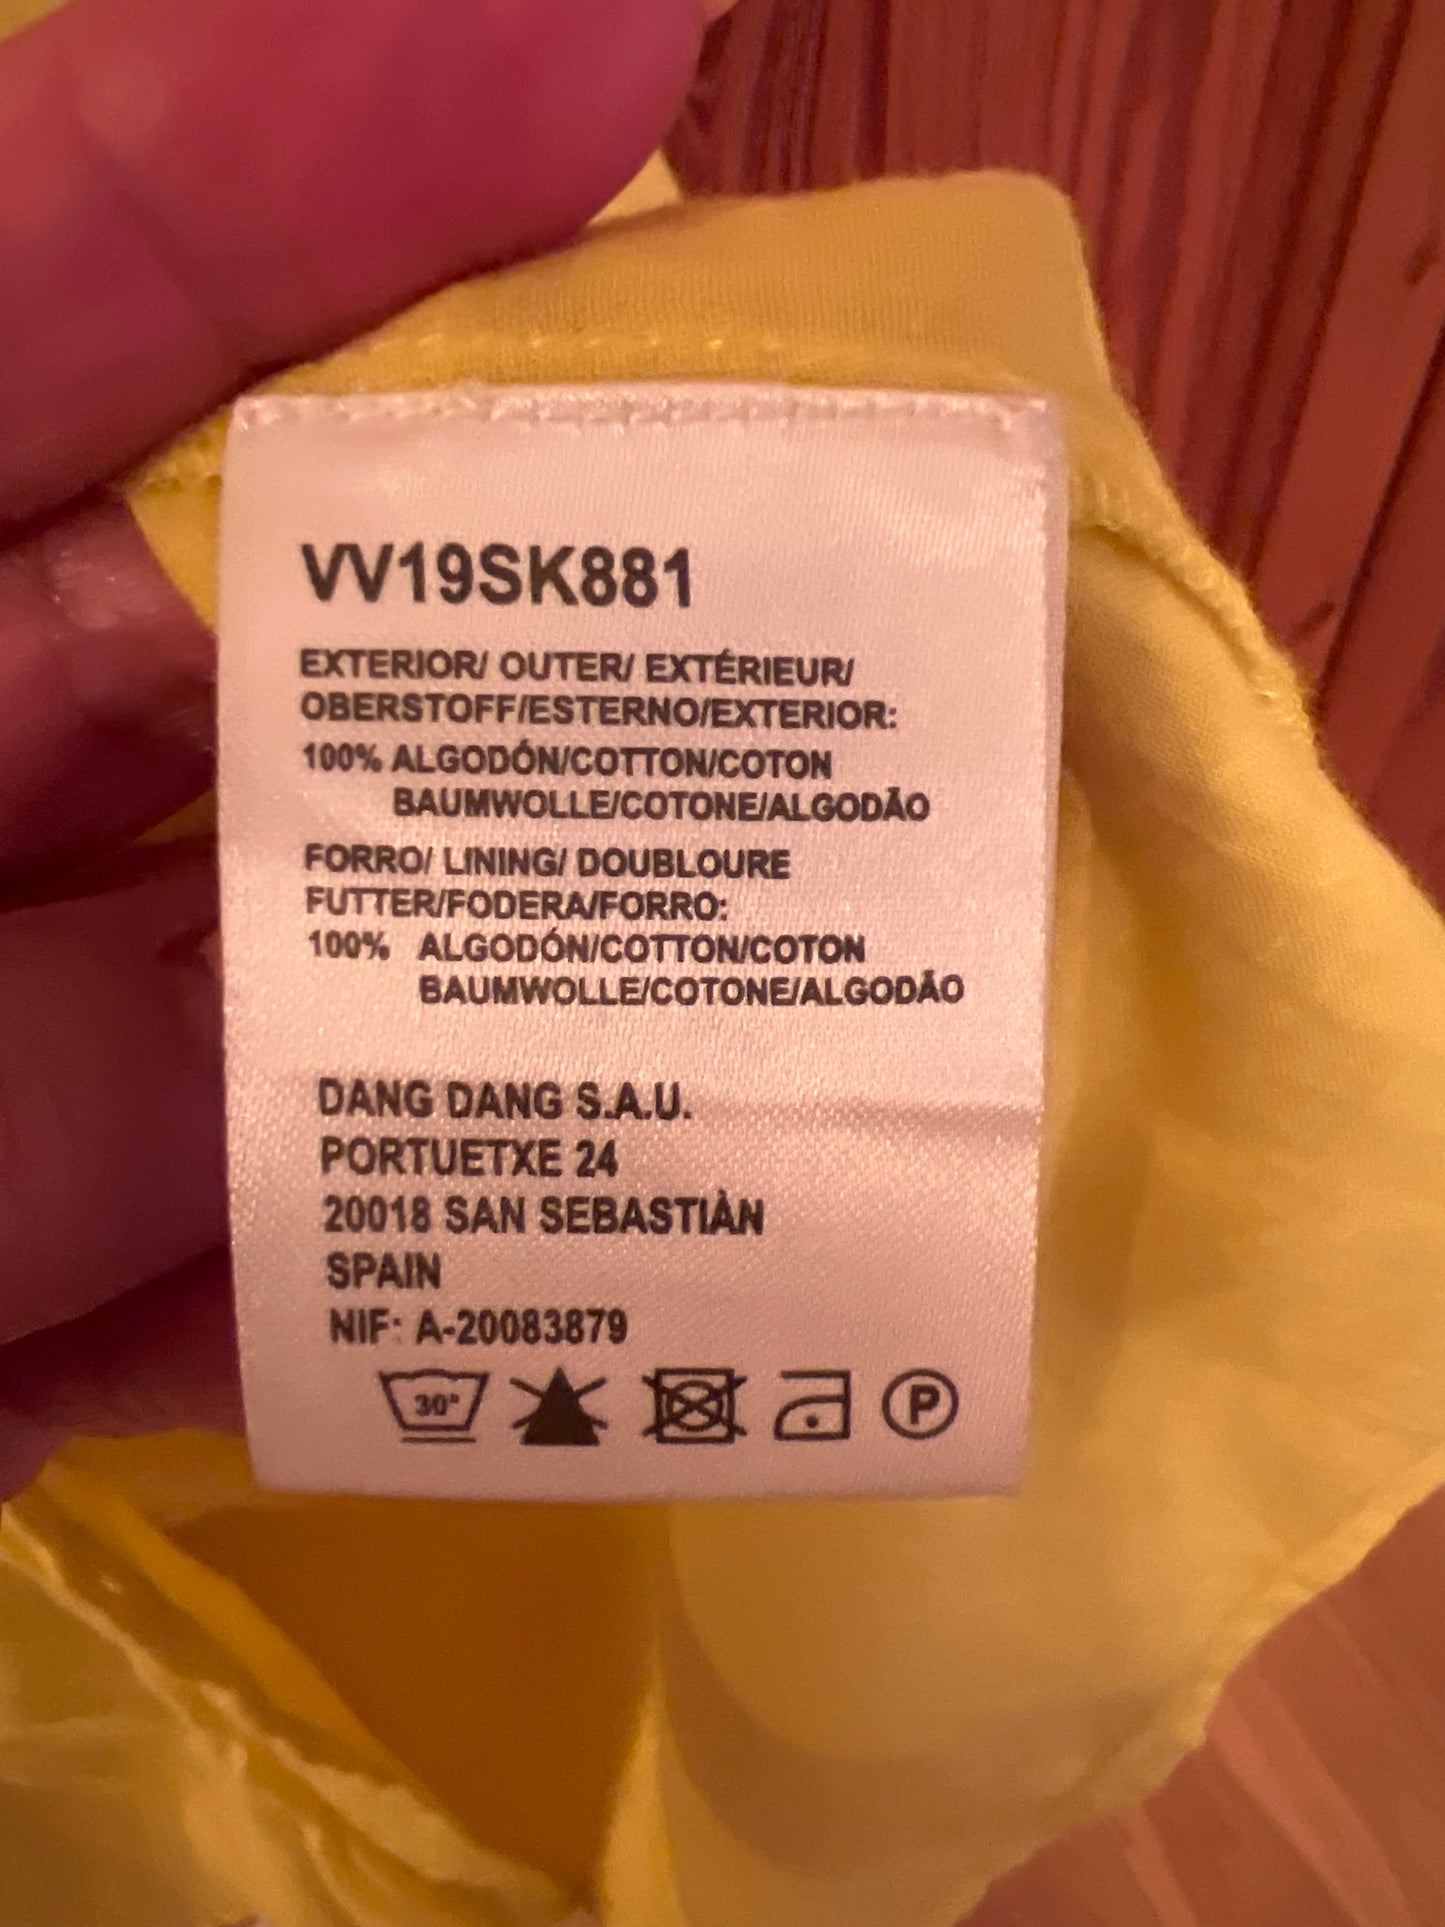 VV19SK881
EXTERIOR/ OUTER/ EXTÉRIEUR/
OBERSTOFF/ESTERNO/EXTERIOR:
100% ALGODÓN/COTTON/COTON
BAUMWOLLE/COTONE/ALGODÃO
FORRO/ LINING/ DOUBLOURE
FUTTER/FODERA/FORRO:
100% ALGODÓN/COTTON/COTON
BAUMWOLLE/COTONE/ALGODÃO
DANG DANG S.A.U.
PORTUETXE 24
20018 SAN SEBASTIÀN
SPAIN
NIF: A-20083879
30° P